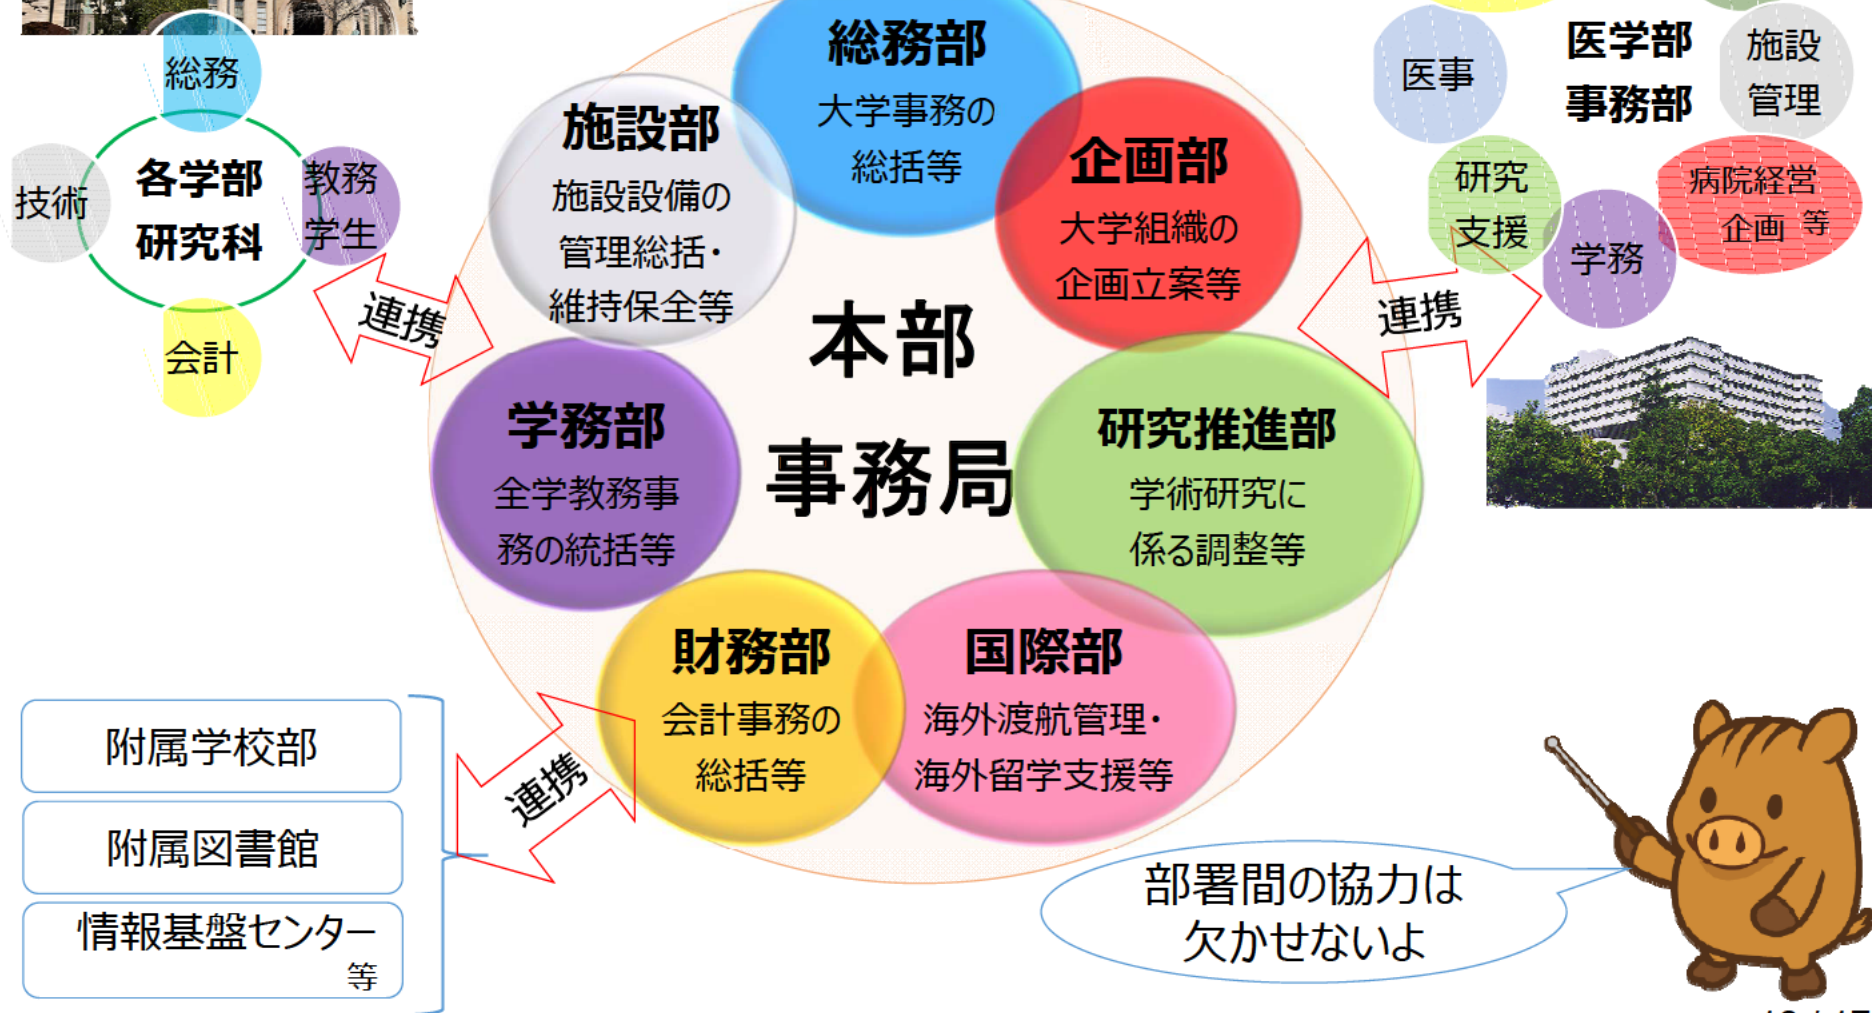 総務
技術
各学部
研究科
教務
学生
会計
連携
総務部
大学事務の
総括等
施設部
施設設備の
管理総括・
維持保全等
企画部
大学組織の
企画立案等
本部
事務局
学務部
全学教務事
務の統括等
研究推進部
学術研究に
係る調整等
財務部
会計事務の
総括等
国際部
海外渡航管理・
海外留学支援等
連携
医事
医学部
事務部
施設
管理
研究
支援
学務
病院経営
企画 等
連携
附属学校部
附属図書館
情報基盤センター
等
部署間の協力は
欠かせないよ